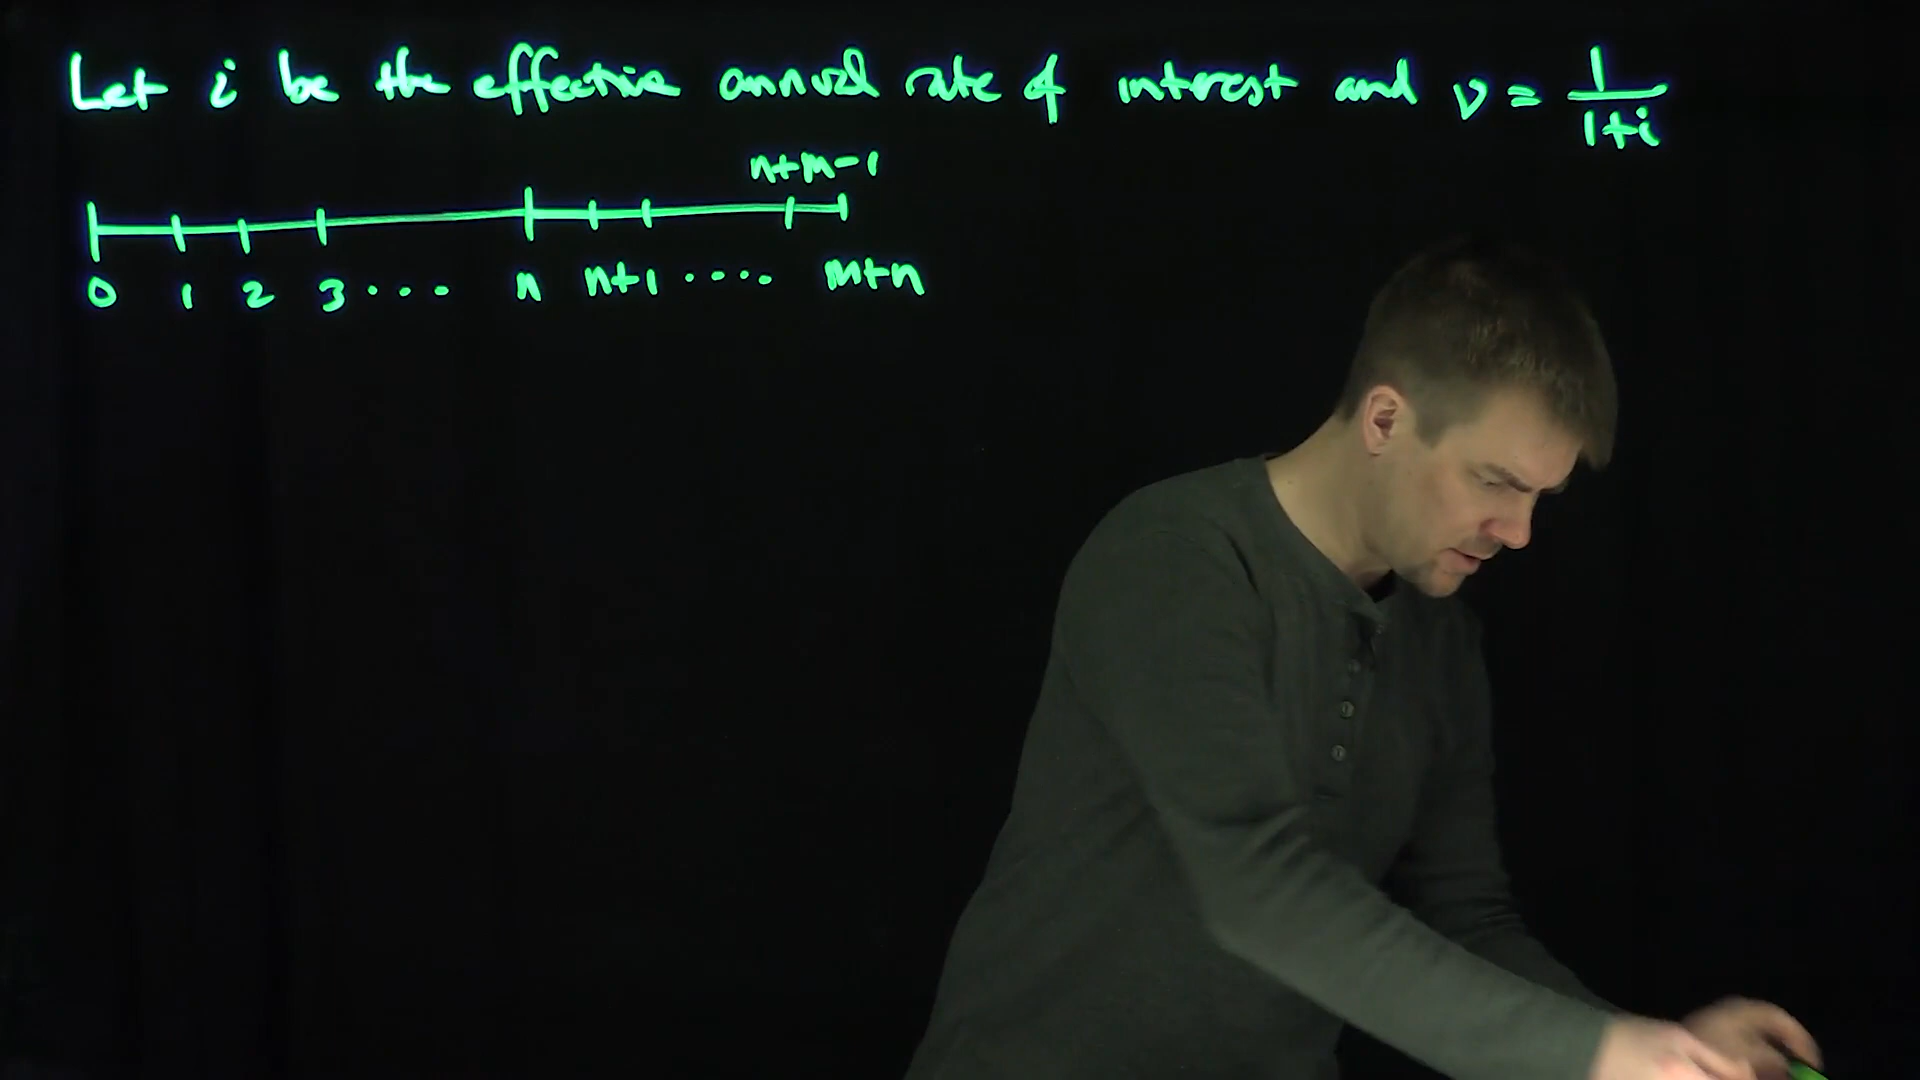 Let i be the effective annual rate of interest and v = 1/(1+i)
n+m-1
0 1 2 3 ... n n+1 .... m+n